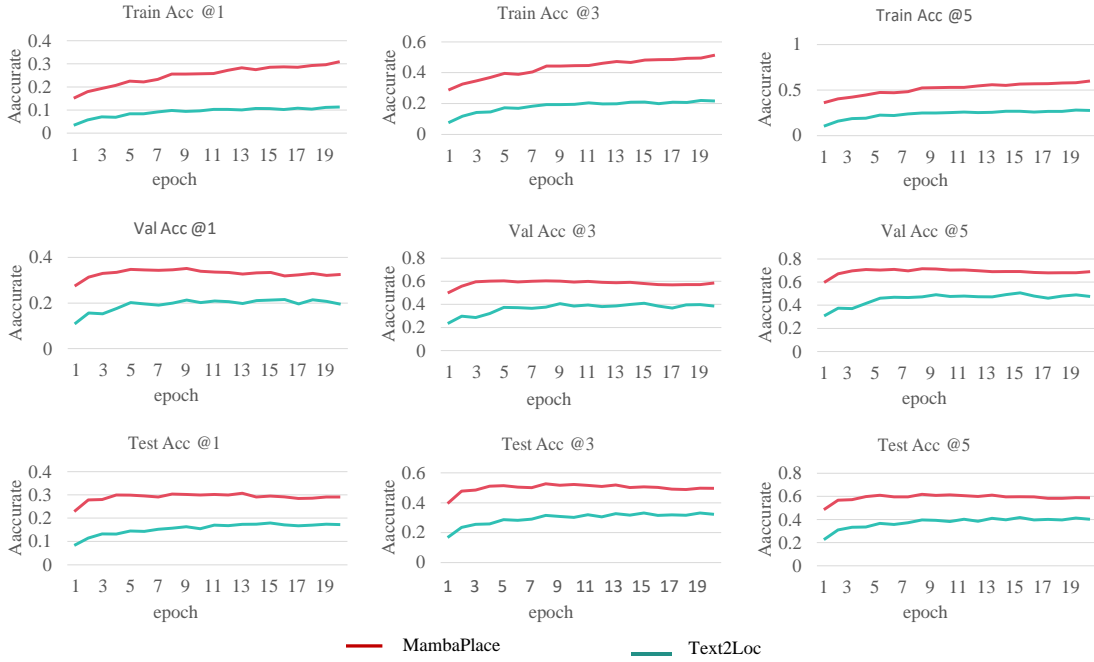 Train Acc @1
Train Acc @3
Train Acc @5
Aaccurate
0.4
0.3
0.2
0.1
0
1 3 5 7 9 11 13 15 17 19
epoch
Aaccurate
0.6
0.4
0.2
0
1 3 5 7 9 11 13 15 17 19
epoch
Aaccurate
1
0.5
0
1 3 5 7 9 11 13 15 17 19
epoch
Val Acc @1
Val Acc @3
Val Acc @5
Aaccurate
0.4
0.2
0
1 3 5 7 9 11 13 15 17 19
epoch
Aaccurate
0.8
0.6
0.4
0.2
0
1 3 5 7 9 11 13 15 17 19
epoch
Aaccurate
0.8
0.6
0.4
0.2
0
1 3 5 7 9 11 13 15 17 19
epoch
Test Acc @1
Test Acc @3
Test Acc @5
Aaccurate
0.4
0.3
0.2
0.1
0
1 3 5 7 9 11 13 15 17 19
epoch
Aaccurate
0.6
0.4
0.2
0
1 3 5 7 9 11 13 15 17 19
epoch
Aaccurate
0.8
0.6
0.4
0.2
0
1 3 5 7 9 11 13 15 17 19
epoch
MambaPlace
Text2Loc